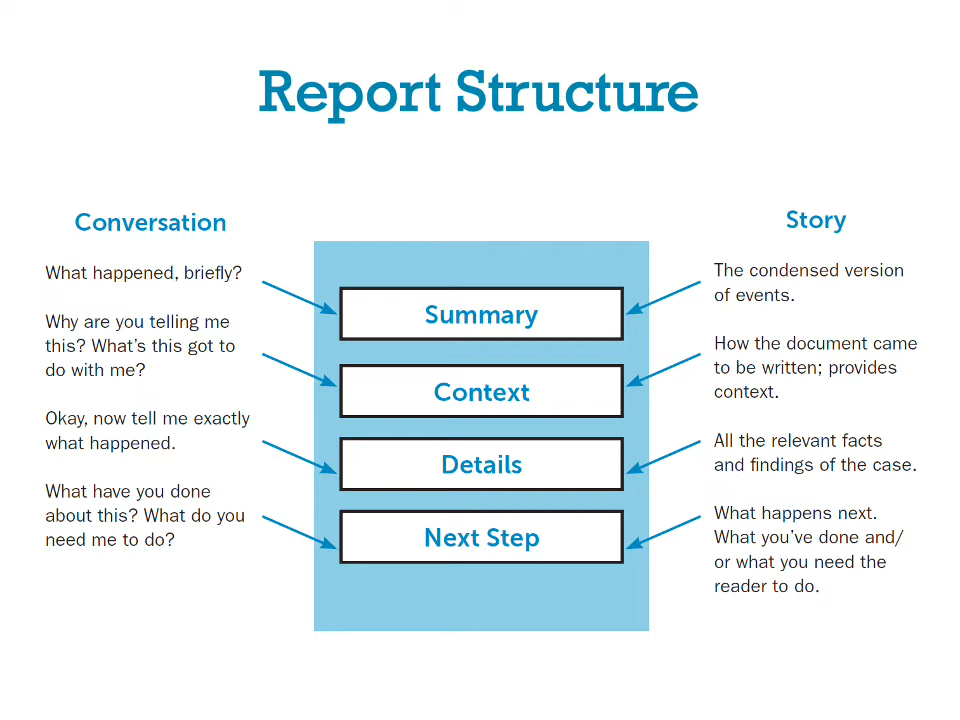 Report Structure
Conversation
What happened, briefly?
Why are you telling me
this? What’s this got to
do with me?
Okay, now tell me exactly
what happened.
What have you done
about this? What do you
need me to do?
Summary
Context
Details
Next Step
Story
The condensed version
of events.
How the document came
to be written; provides
context.
All the relevant facts
and findings of the case.
What happens next.
What you’ve done and/
or what you need the
reader to do.